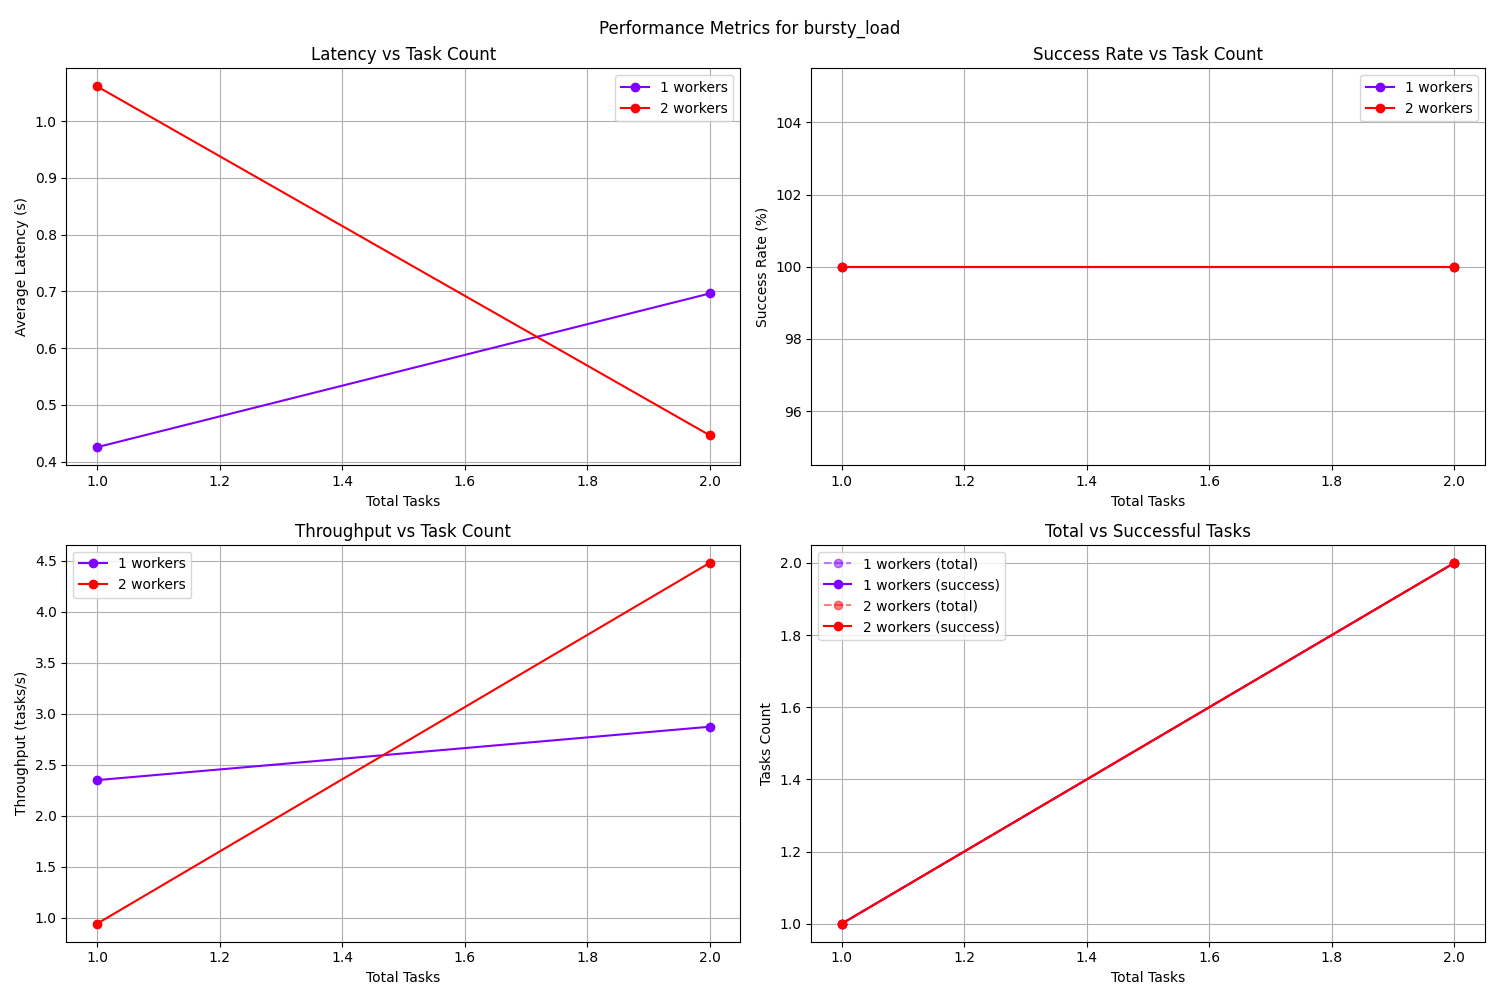 Performance Metrics for bursty_load
Latency vs Task Count
1 workers
2 workers
1.0
0.9
0.8
0.7
0.6
0.5
0.4
Average Latency (s)
1.0 1.2 1.4 1.6 1.8 2.0
Total Tasks
Success Rate vs Task Count
1 workers
2 workers
104
102
100
98
96
Success Rate (%)
1.0 1.2 1.4 1.6 1.8 2.0
Total Tasks
Throughput vs Task Count
1 workers
2 workers
4.5
4.0
3.5
3.0
2.5
2.0
1.5
1.0
Throughput (tasks/s)
1.0 1.2 1.4 1.6 1.8 2.0
Total Tasks
Total vs Successful Tasks
1 workers (total)
1 workers (success)
2 workers (total)
2 workers (success)
2.0
1.8
1.6
1.4
1.2
1.0
Tasks Count
1.0 1.2 1.4 1.6 1.8 2.0
Total Tasks